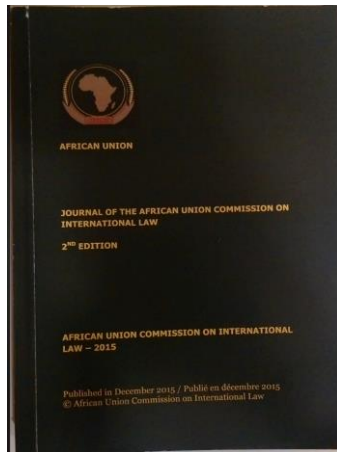 AFRICAN UNION
JOURNAL OF THE AFRICAN UNION COMMISSION ON
INTERNATIONAL LAW
2ND EDITION
AFRICAN UNION COMMISSION ON INTERNATIONAL
LAW – 2015
Published in December 2015 / Publié en décembre 2015
© African Union Commission on International Law